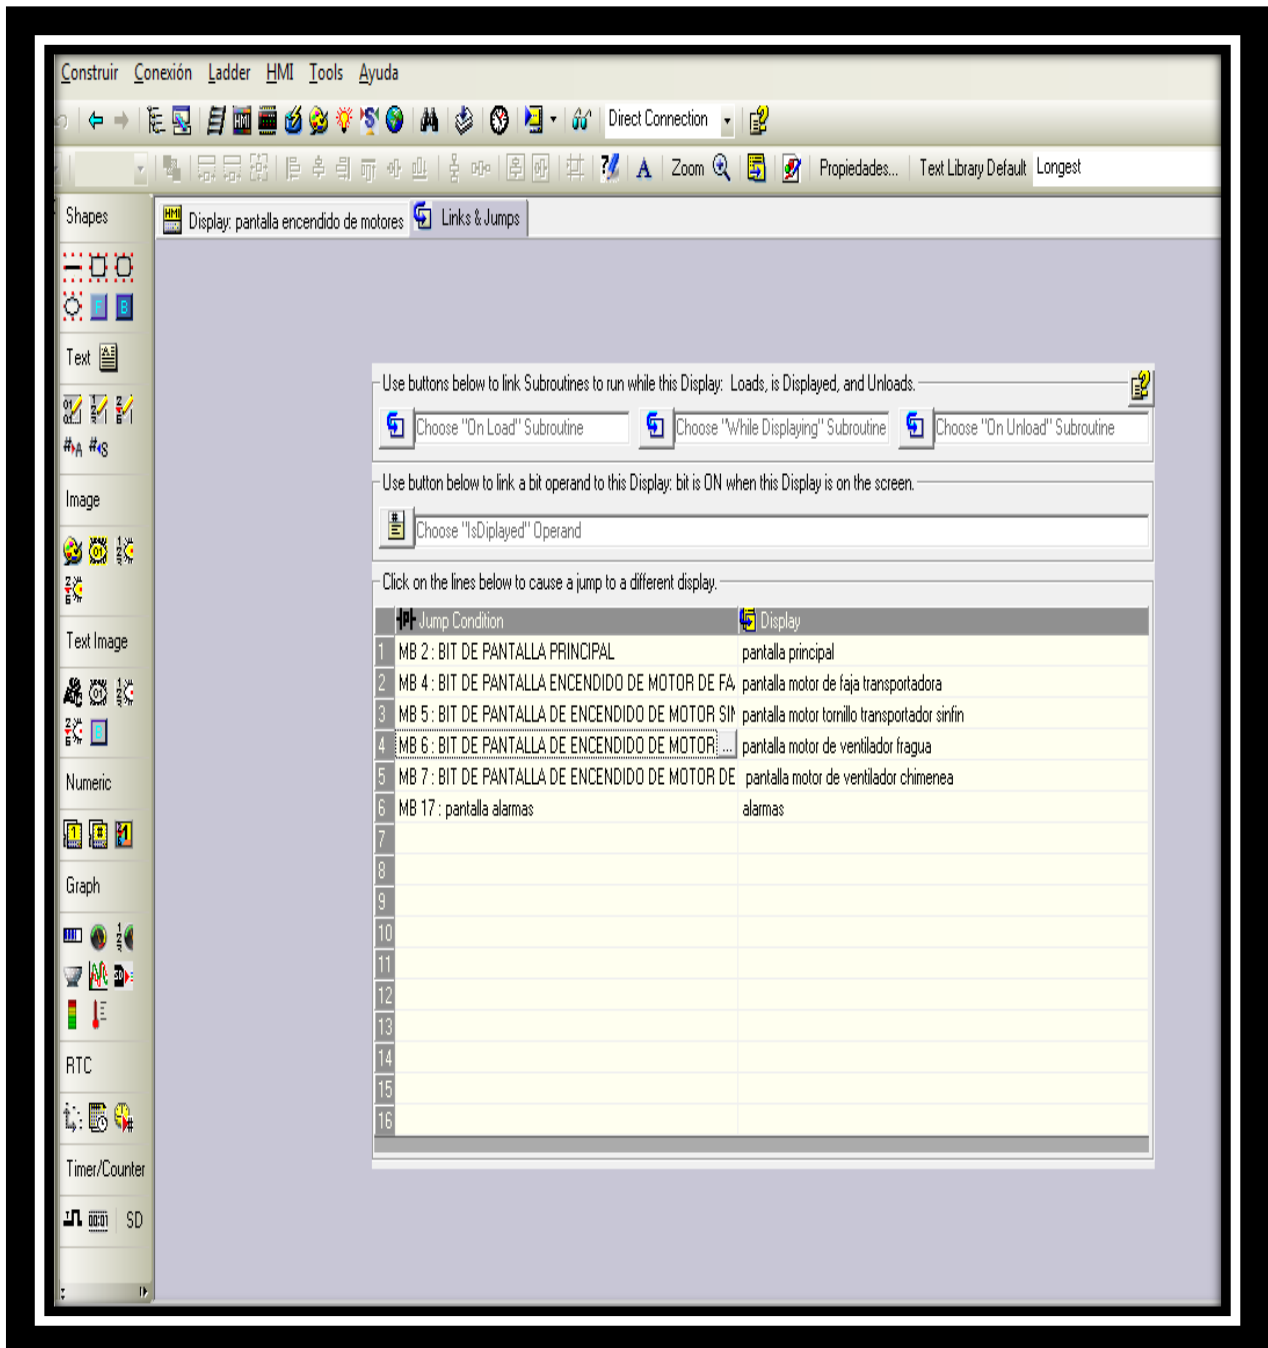 Construir Conexión Ladder HMI Tools Ayuda
Direct Connection
Zoom Propiedades... Text Library Default Longest
Shapes
Display: pantalla encendido de motores Links & Jumps
Text
Image
Text Image
Numeric
Graph
RTC
Timer/Counter
SD
Use buttons below to link Subroutines to run while this Display: Loads, is Displayed, and Unloads.
Choose "On Load" Subroutine Choose "While Displaying" Subroutine Choose "On Unload" Subroutine
Use button below to link a bit operand to this Display: bit is ON when this Display is on the screen.
Choose "IsDiplayed" Operand
Click on the lines below to cause a jump to a different display.
Jump Condition Display
1 MB 2 : BIT DE PANTALLA PRINCIPAL pantalla principal
2 MB 4 : BIT DE PANTALLA ENCENDIDO DE MOTOR DE FA pantalla motor de faja transportadora
3 MB 5 : BIT DE PANTALLA DE ENCENDIDO DE MOTOR SIN pantalla motor tornillo transportador sinfin
4 MB 6 : BIT DE PANTALLA DE ENCENDIDO DE MOTOR ... pantalla motor de ventilador fragua
5 MB 7 : BIT DE PANTALLA DE ENCENDIDO DE MOTOR DE pantalla motor de ventilador chimenea
6 MB 17 : pantalla alarmas alarmas
7
8
9
10
11
12
13
14
15
16